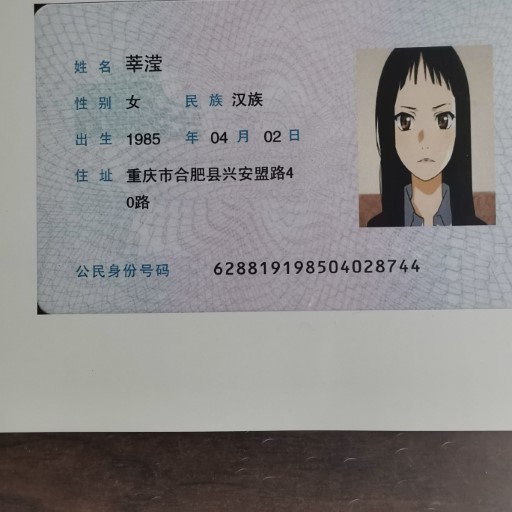 姓名 莘滢
性别 女 民族 汉族
出生 1985 年 04 月 02 日
住址 重庆市合肥县兴安盟路4
0路
公民身份号码 628819198504028744